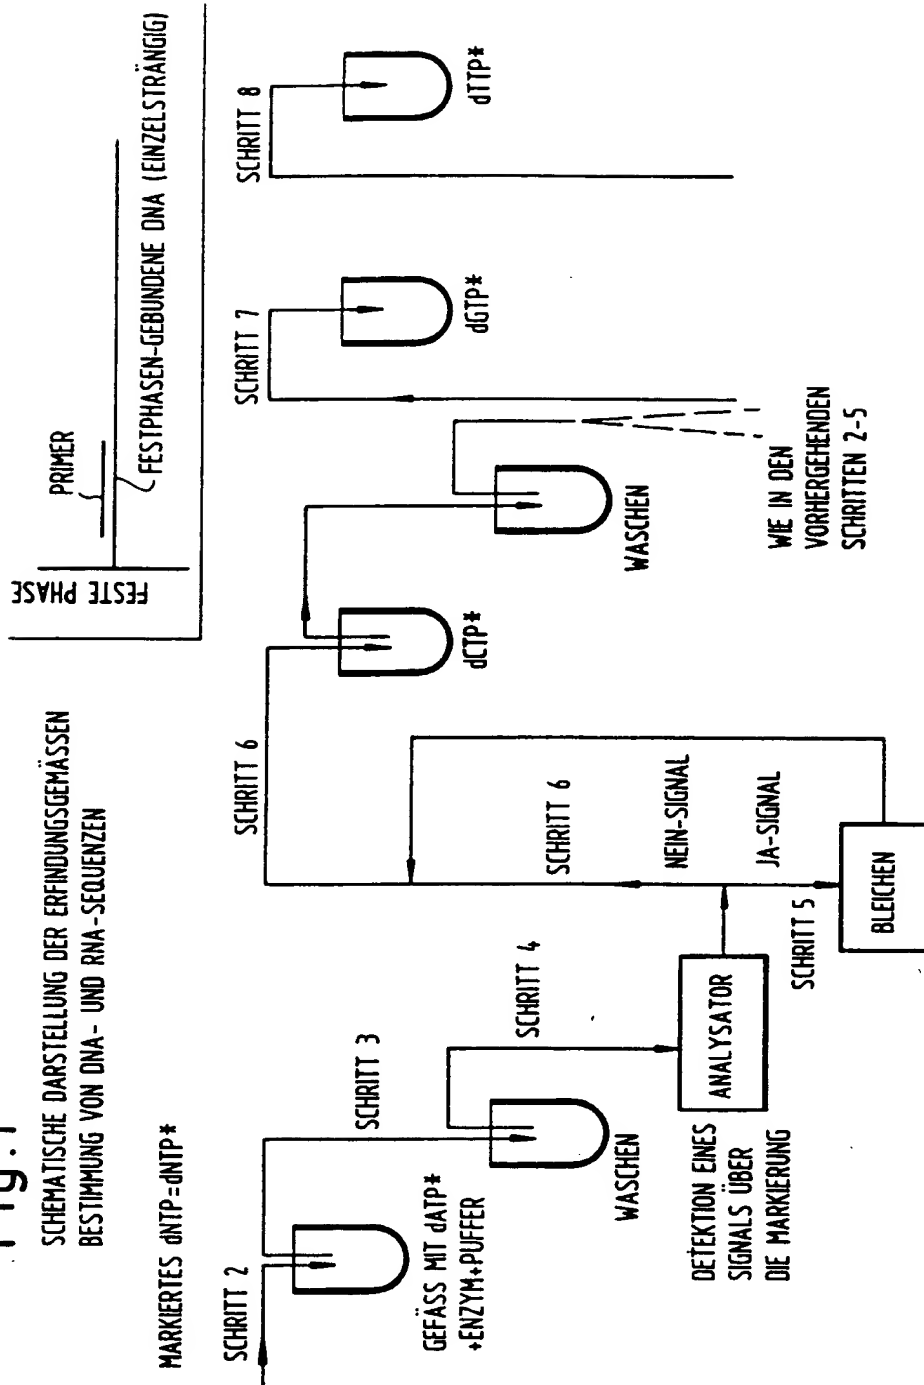 Fig. 1
SCHEMATISCHE DARSTELLUNG DER ERFINDUNGSGEMÄSSEN
BESTIMMUNG VON DNA- UND RNA-SEQUENZEN
MARKIERTES dNTP=dNTP*
FESTE PHASE
PRIMER
FESTPHASEN-GEBUNDENE DNA (EINZELSTRÄNGIG)
SCHRITT 2
GEFÄSS MIT dATP*
+ENZYM+PUFFER
SCHRITT 3
WASCHEN
SCHRITT 4
DETEKTION EINES
SIGNALS ÜBER
DIE MARKIERUNG
ANALYSATOR
SCHRITT 5
BLEICHEN
JA-SIGNAL
NEIN-SIGNAL
SCHRITT 6
SCHRITT 6
dCTP*
WASCHEN
WIE IN DEN
VORHERGEHENDEN
SCHRITTEN 2-5
SCHRITT 7
dGTP*
SCHRITT 8
dTTP*